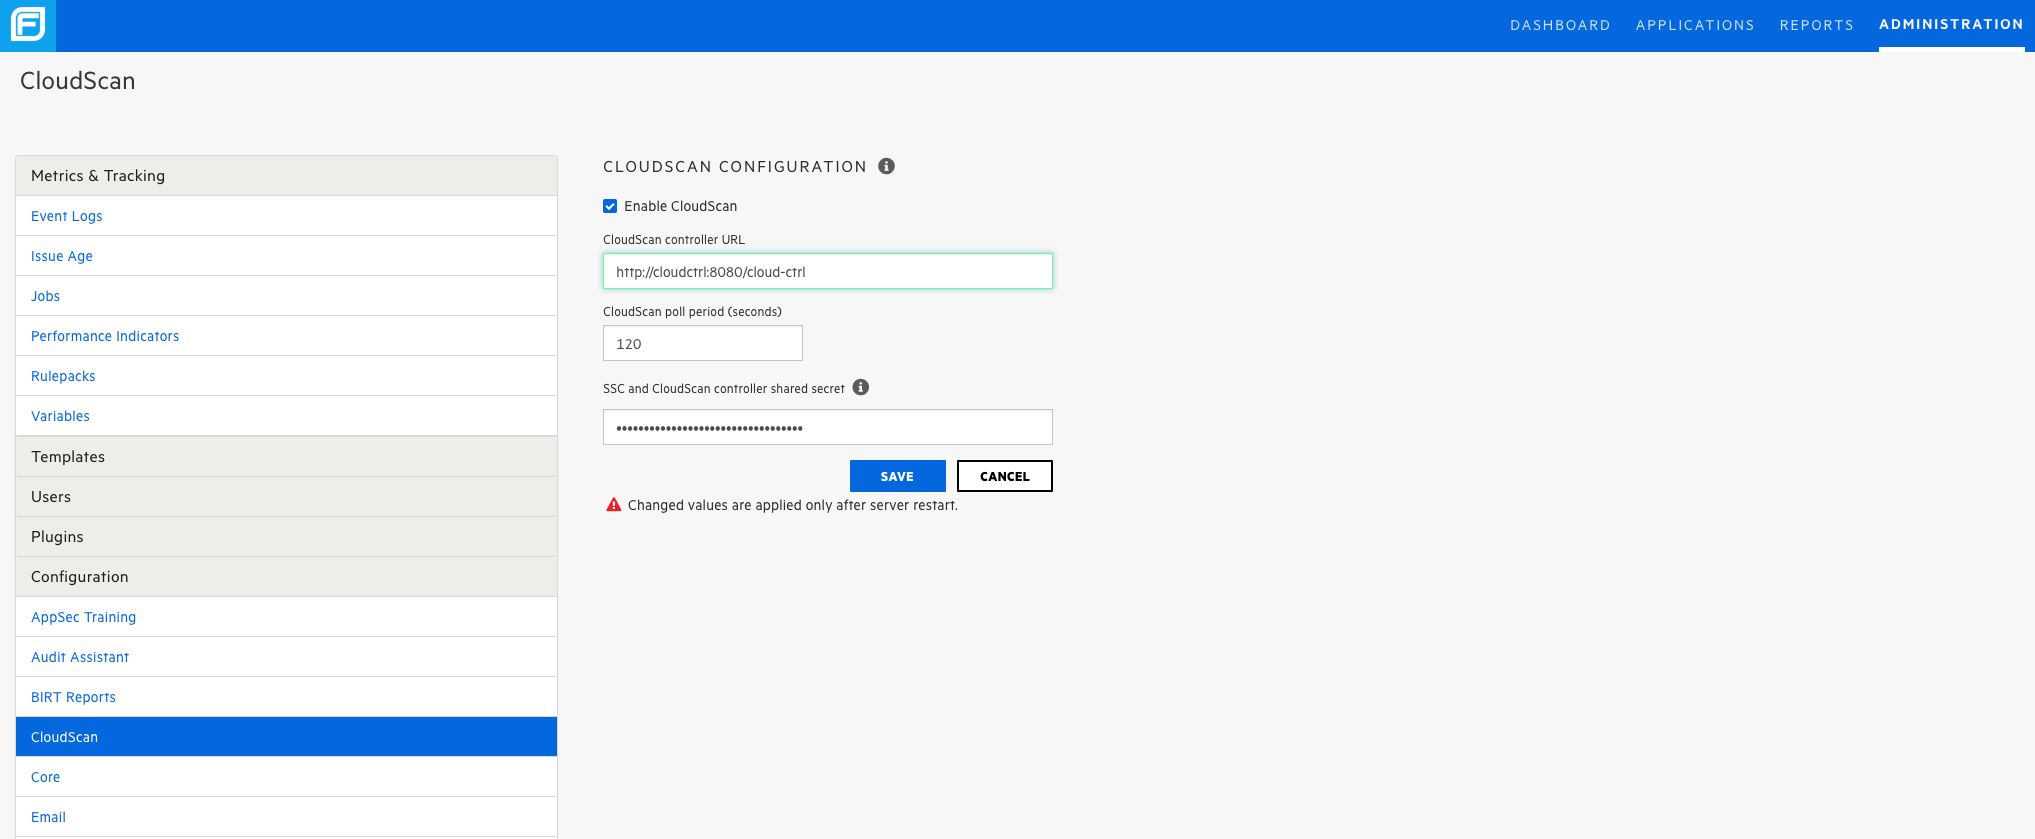 DASHBOARD APPLICATIONS REPORTS ADMINISTRATION
CloudScan
Metrics & Tracking
Event Logs
Issue Age
Jobs
Performance Indicators
Rulepacks
Variables
Templates
Users
Plugins
Configuration
AppSec Training
Audit Assistant
BIRT Reports
CloudScan
Core
Email
CLOUDSCAN CONFIGURATION
Enable CloudScan
CloudScan controller URL
http://cloudctrl:8080/cloud-ctrl
CloudScan poll period (seconds)
120
SSC and CloudScan controller shared secret
••••••••••••••••••••••••••••••••••
SAVE CANCEL
Changed values are applied only after server restart.